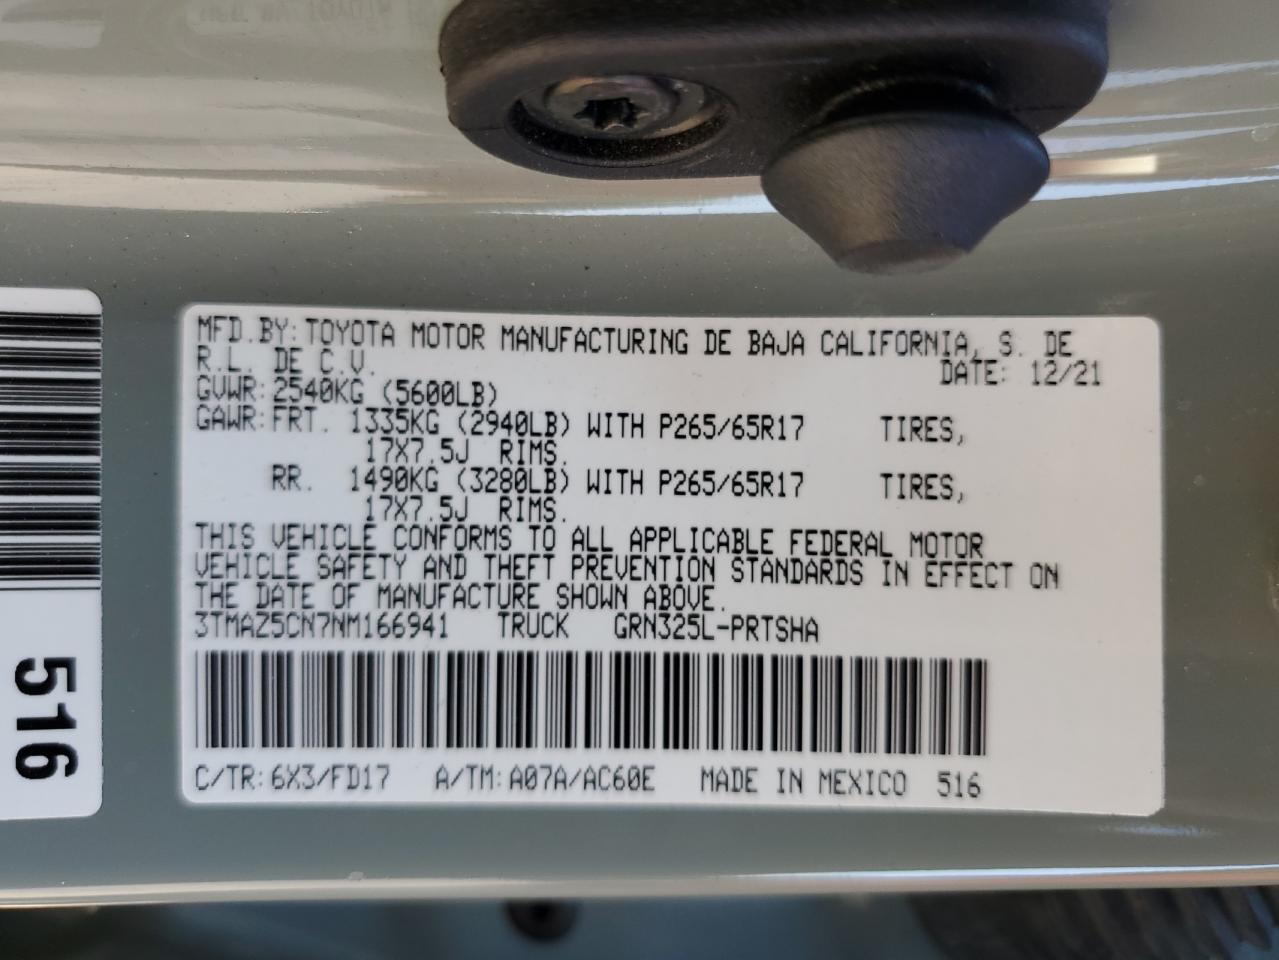 MFD.BY: TOYOTA MOTOR MANUFACTURING DE BAJA CALIFORNIA, S. DE
R.L. DE C.V. DATE: 12/21
GVWR: 2540KG (5600LB)
GAWR: FRT. 1335KG (2940LB) WITH P265/65R17 TIRES,
17X7.5J RIMS.
RR. 1490KG (3280LB) WITH P265/65R17 TIRES,
17X7.5J RIMS.
THIS VEHICLE CONFORMS TO ALL APPLICABLE FEDERAL MOTOR
VEHICLE SAFETY AND THEFT PREVENTION STANDARDS IN EFFECT ON
THE DATE OF MANUFACTURE SHOWN ABOVE.
3TMAZ5CN7NM166941 TRUCK GRN325L-PRTSHA
C/TR: 6X3/FD17 A/TM: A07A/AC60E MADE IN MEXICO 516
516